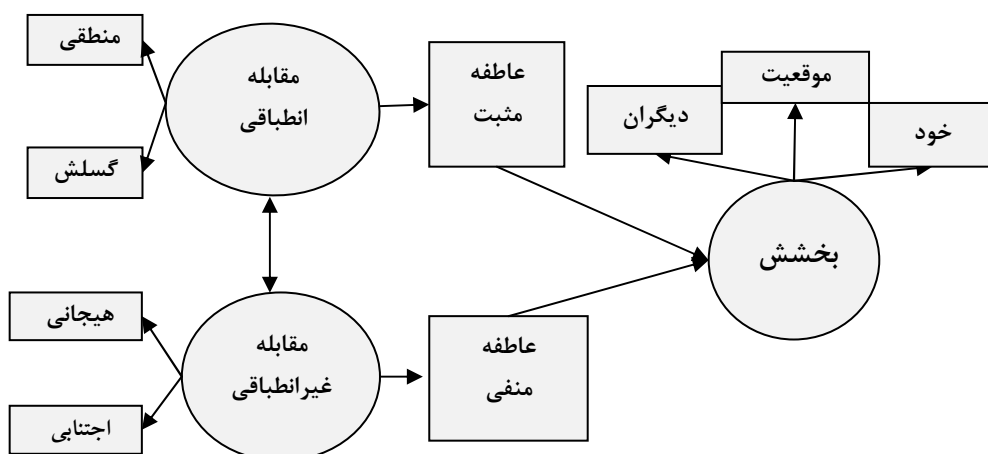 منطقی
مقابله
انطباقی
گسلش
عاطفه
مثبت
موقعیت
دیگران
خود
بخشش
هیجانی
مقابله
غیرانطباقی
اجتنابی
عاطفه
منفی